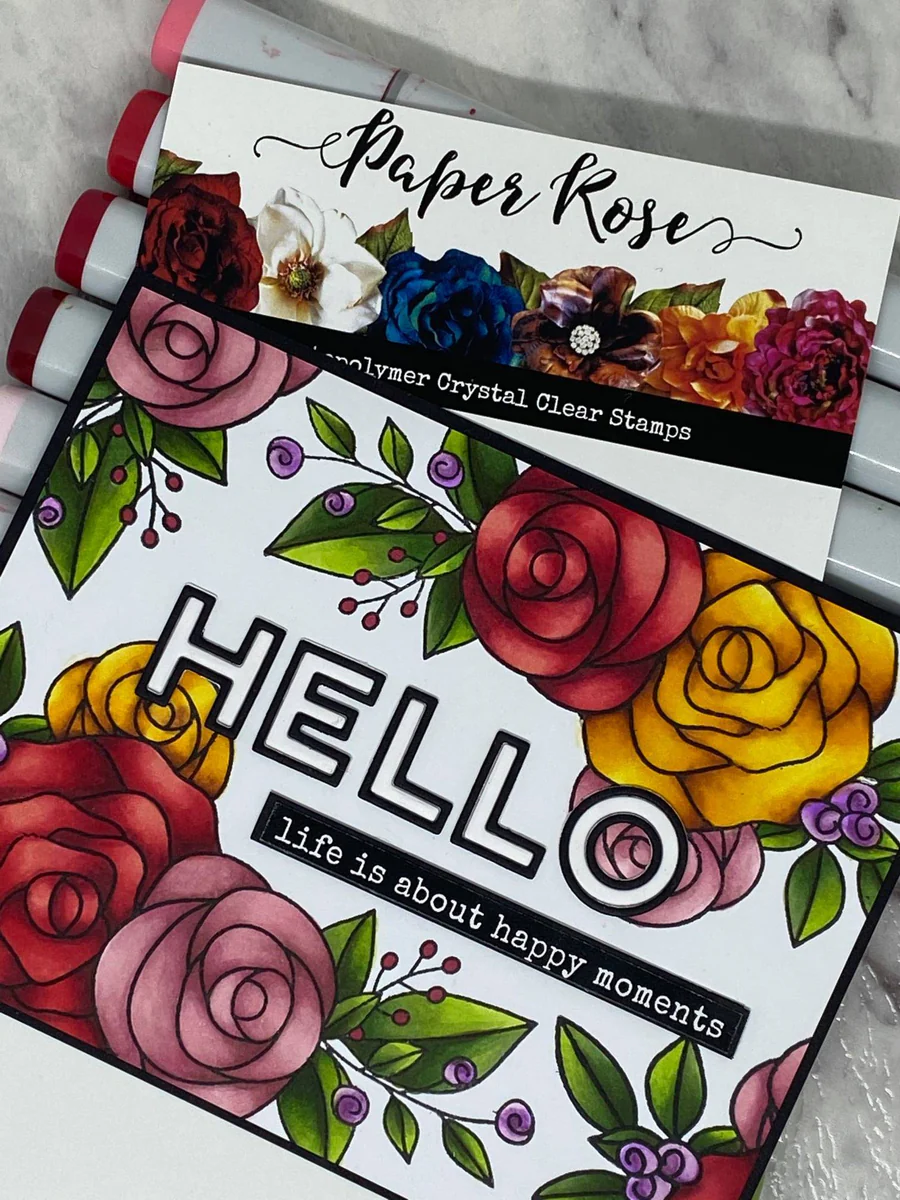 Paper Rose
Crystal Clear Stamps
HELLO
life is about happy moments